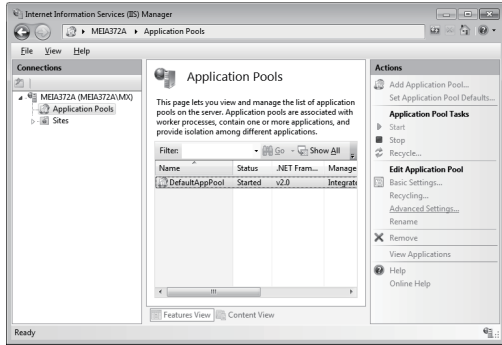 Internet Information Services (IIS) Manager
MEIA372A ▸ Application Pools
File View Help
Connections
MEIA372A (MEIA372A\MX)
Application Pools
Sites
Application Pools
This page lets you view and manage the list of application
pools on the server. Application pools are associated with
worker processes, contain one or more applications, and
provide isolation among different applications.
Filter: Go Show All
Name Status .NET Fram... Manage
DefaultAppPool Started v2.0 Integrate
Features View Content View
Actions
Add Application Pool...
Set Application Pool Defaults...
Application Pool Tasks
Start
Stop
Recycle...
Edit Application Pool
Basic Settings...
Recycling...
Advanced Settings...
Rename
Remove
View Applications
Help
Online Help
Ready